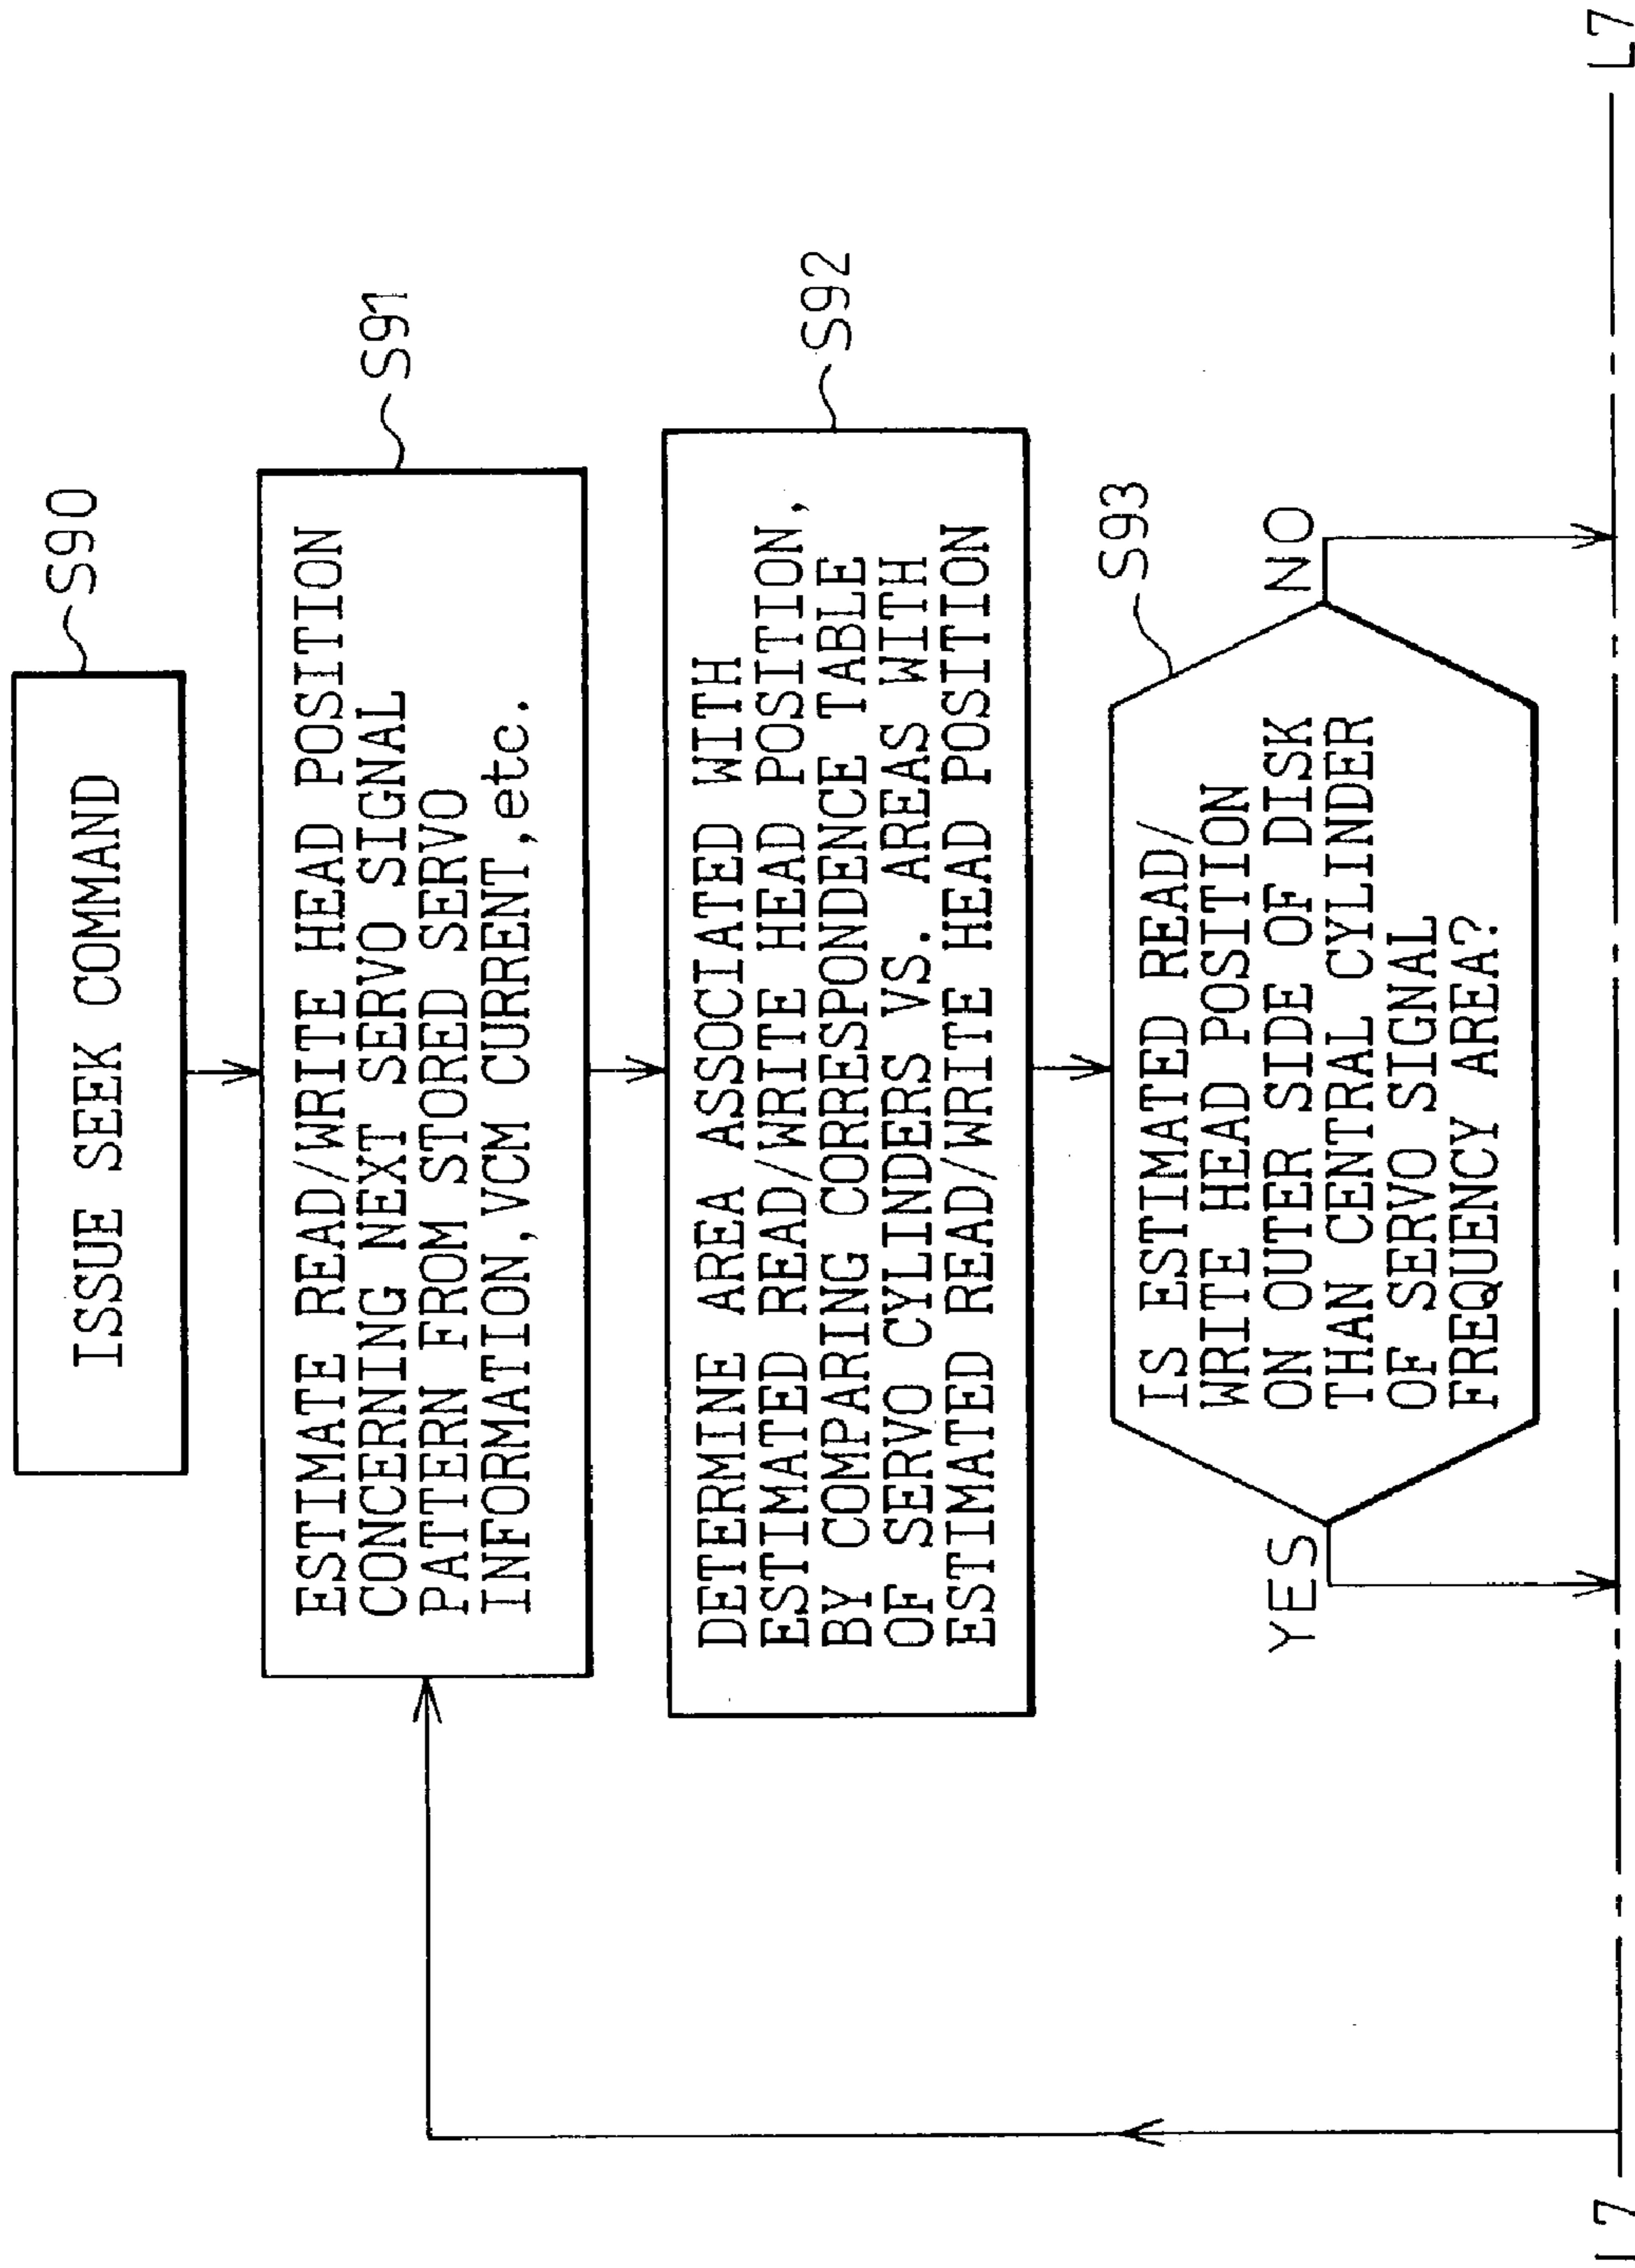 ISSUE SEEK COMMAND
S90
ESTIMATE READ/WRITE HEAD POSITION
CONCERNING NEXT SERVO SIGNAL
PATTERN FROM STORED SERVO
INFORMATION,VCM CURRENT,etc.
S91
DETERMINE AREA ASSOCIATED WITH
ESTIMATED READ/WRITE HEAD POSITION,
BY COMPARING CORRESPONDENCE TABLE
OF SERVO CYLINDERS VS. AREAS WITH
ESTIMATED READ/WRITE HEAD POSITION
S92
IS ESTIMATED READ/
WRITE HEAD POSITION
ON OUTER SIDE OF DISK
THAN CENTRAL CYLINDER
OF SERVO SIGNAL
FREQUENCY AREA?
S93
YES
NO
L7
L7